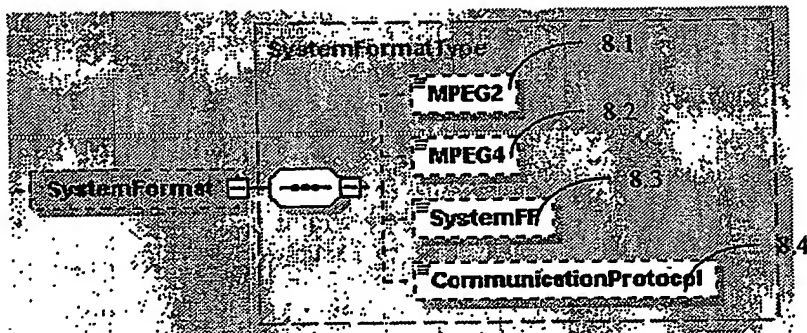 SystemFormatType
8.1
MPEG2
8.2
MPEG4
8.3
SystemFormat
SystemFF
8.4
CommunicationProtocol